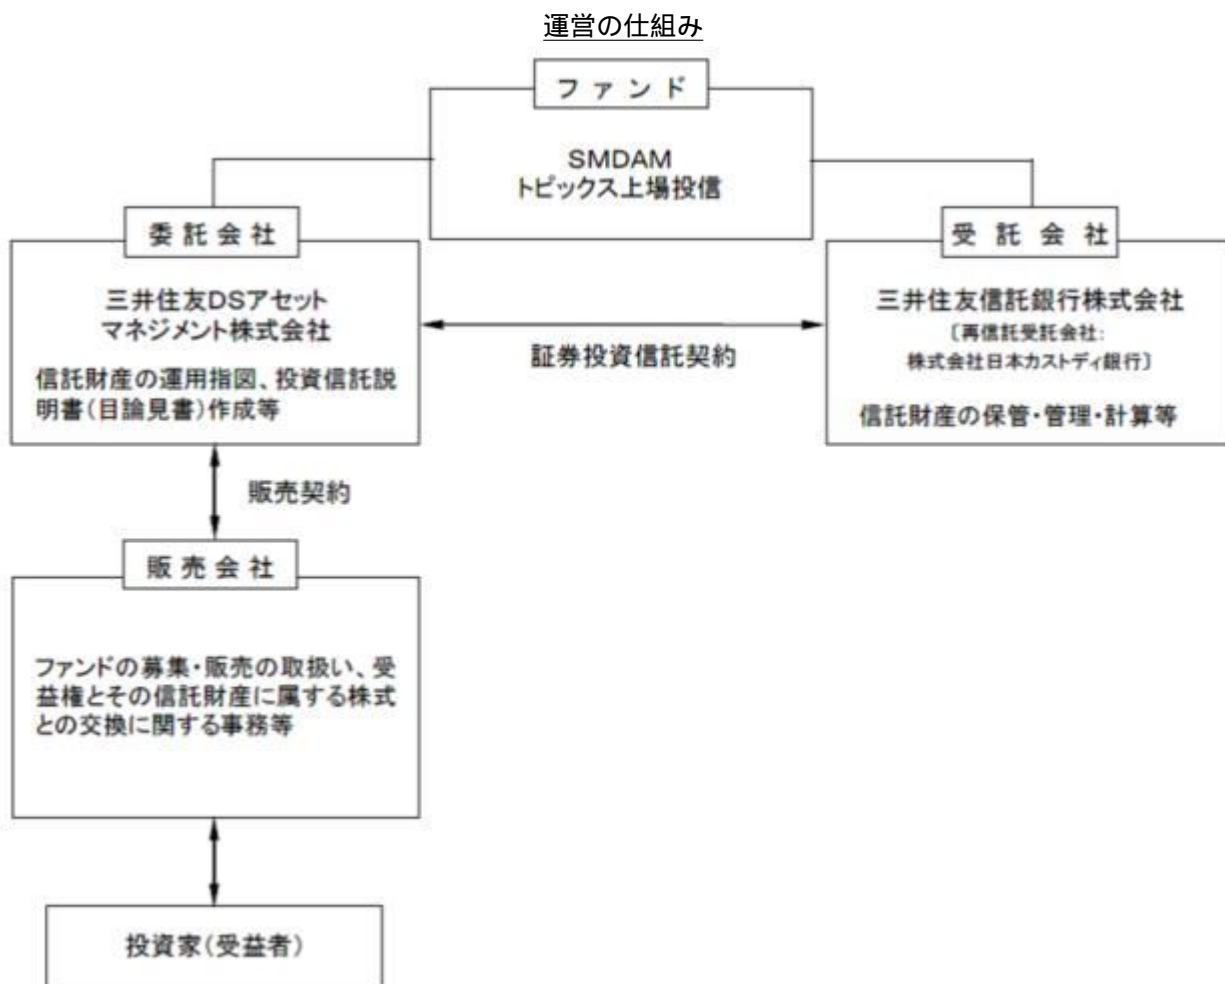 運営の仕組み
ファンド
SMDAM
トピックス上場投信
委託会社
三井住友DSアセット
マネジメント株式会社
信託財産の運用指図、投資信託説
明書(目論見書)作成等
証券投資信託契約
受託会社
三井住友信託銀行株式会社
〔再信託受託会社:
株式会社日本カストディ銀行〕
信託財産の保管・管理・計算等
販売契約
販売会社
ファンドの募集・販売の取扱い、受
益権とその信託財産に属する株式
との交換に関する事務等
投資家(受益者)